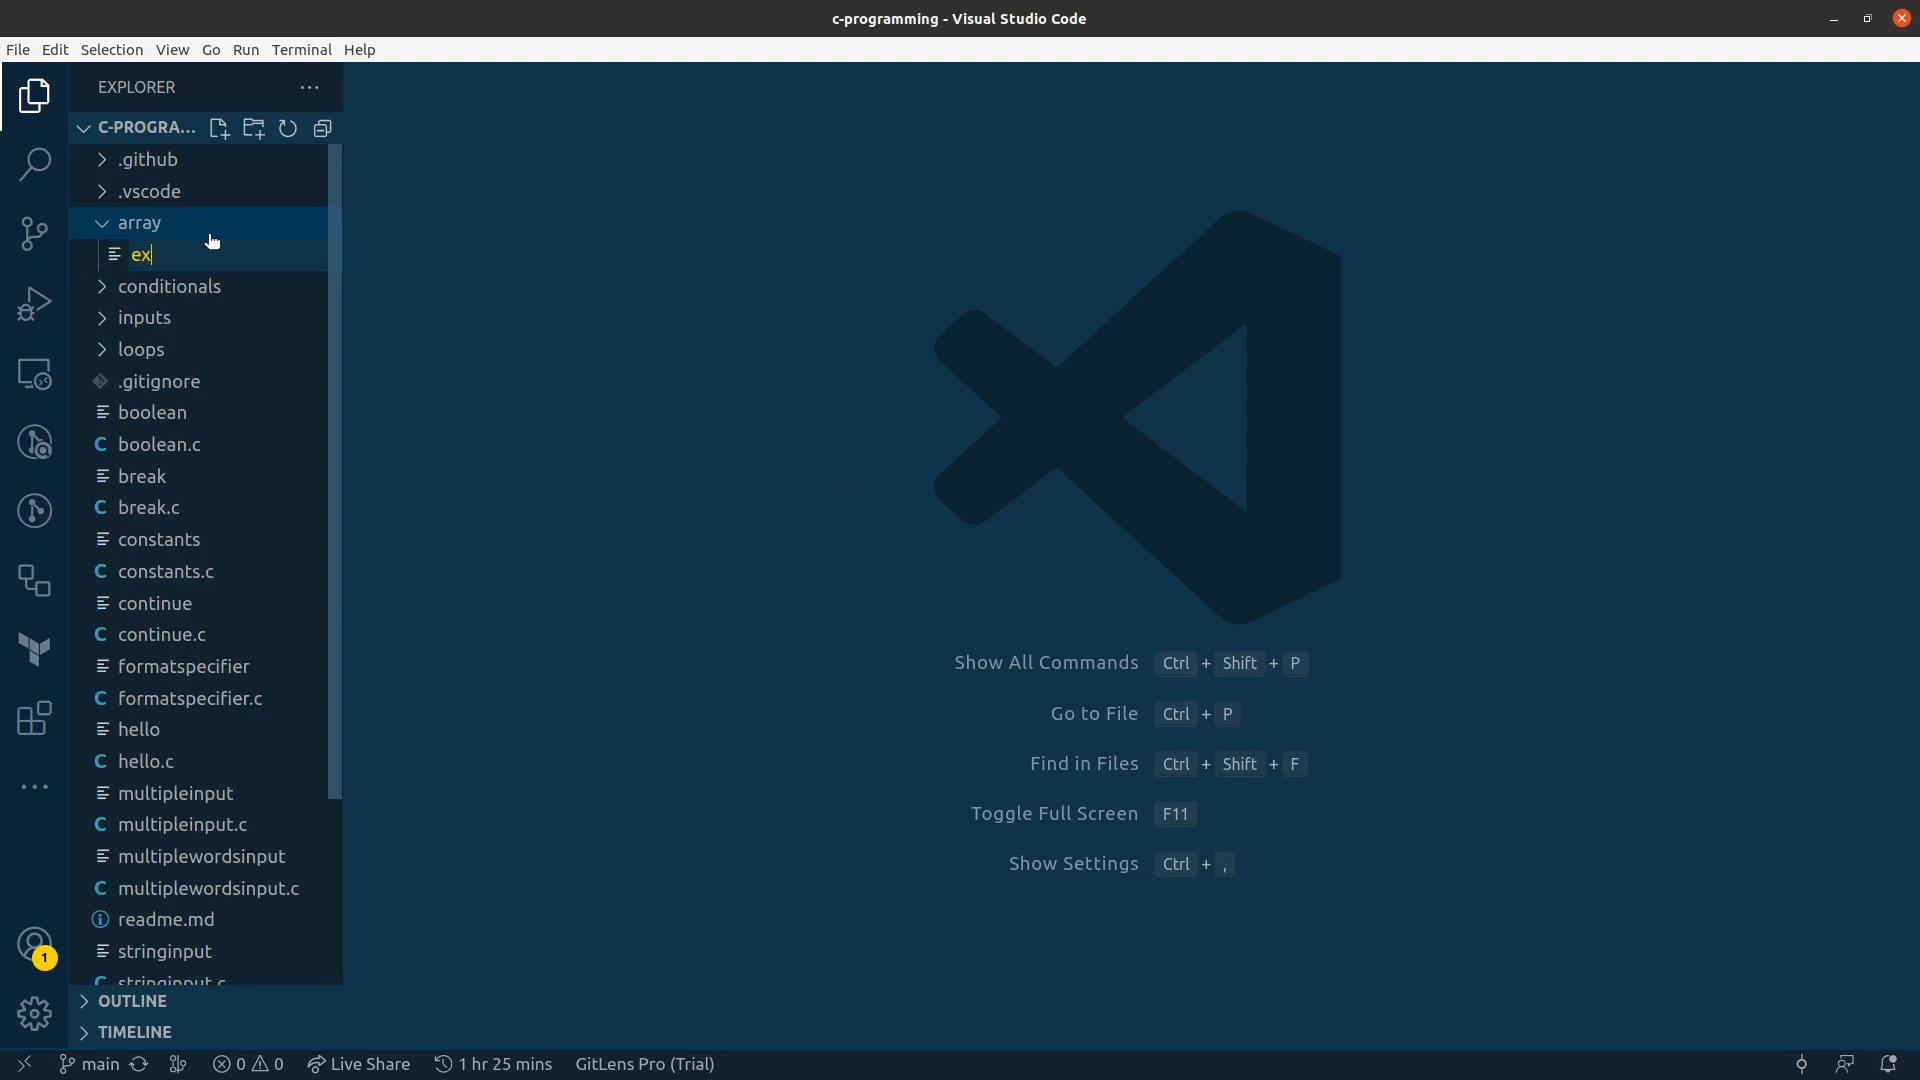 c-programming - Visual Studio Code
File Edit Selection View Go Run Terminal Help
EXPLORER
C-PROGRA...
.github
.vscode
array
ex
conditionals
inputs
loops
.gitignore
boolean
C boolean.c
break
C break.c
constants
C constants.c
continue
C continue.c
formatspecifier
C formatspecifier.c
hello
C hello.c
multipleinput
C multipleinput.c
multiplewordsinput
C multiplewordsinput.c
readme.md
stringinput
C stringinput.c
OUTLINE
TIMELINE
Show All Commands Ctrl + Shift + P
Go to File Ctrl + P
Find in Files Ctrl + Shift + F
Toggle Full Screen F11
Show Settings Ctrl + ,
1
main 0 0 Live Share 1 hr 25 mins GitLens Pro (Trial)